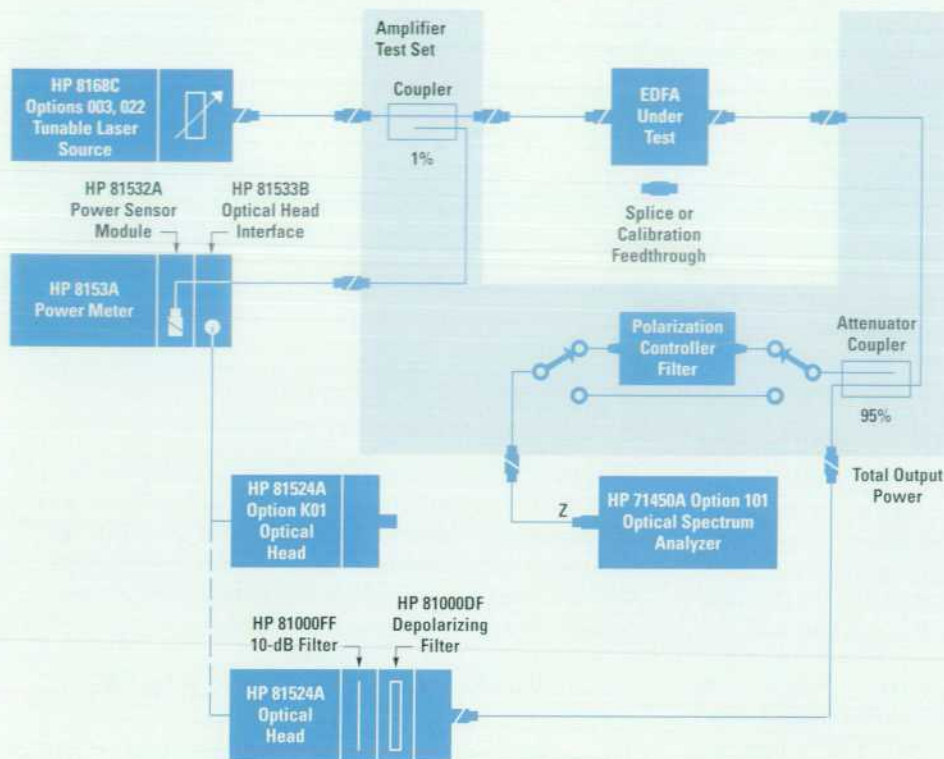 Amplifier
Test Set
Coupler
1%
HP 8168C
Options 003, 022
Tunable Laser
Source
EDFA
Under
Test
Splice or
Calibration
Feedthrough
HP 81532A
Power Sensor
Module
HP 81533B
Optical Head
Interface
HP 8153A
Power Meter
Polarization
Controller
Filter
Attenuator
Coupler
95%
Total Output
Power
HP 81524A
Option K01
Optical
Head
Z
HP 71450A Option 101
Optical Spectrum
Analyzer
HP 81000FF
10-dB Filter
HP 81000DF
Depolarizing
Filter
HP 81524A
Optical
Head